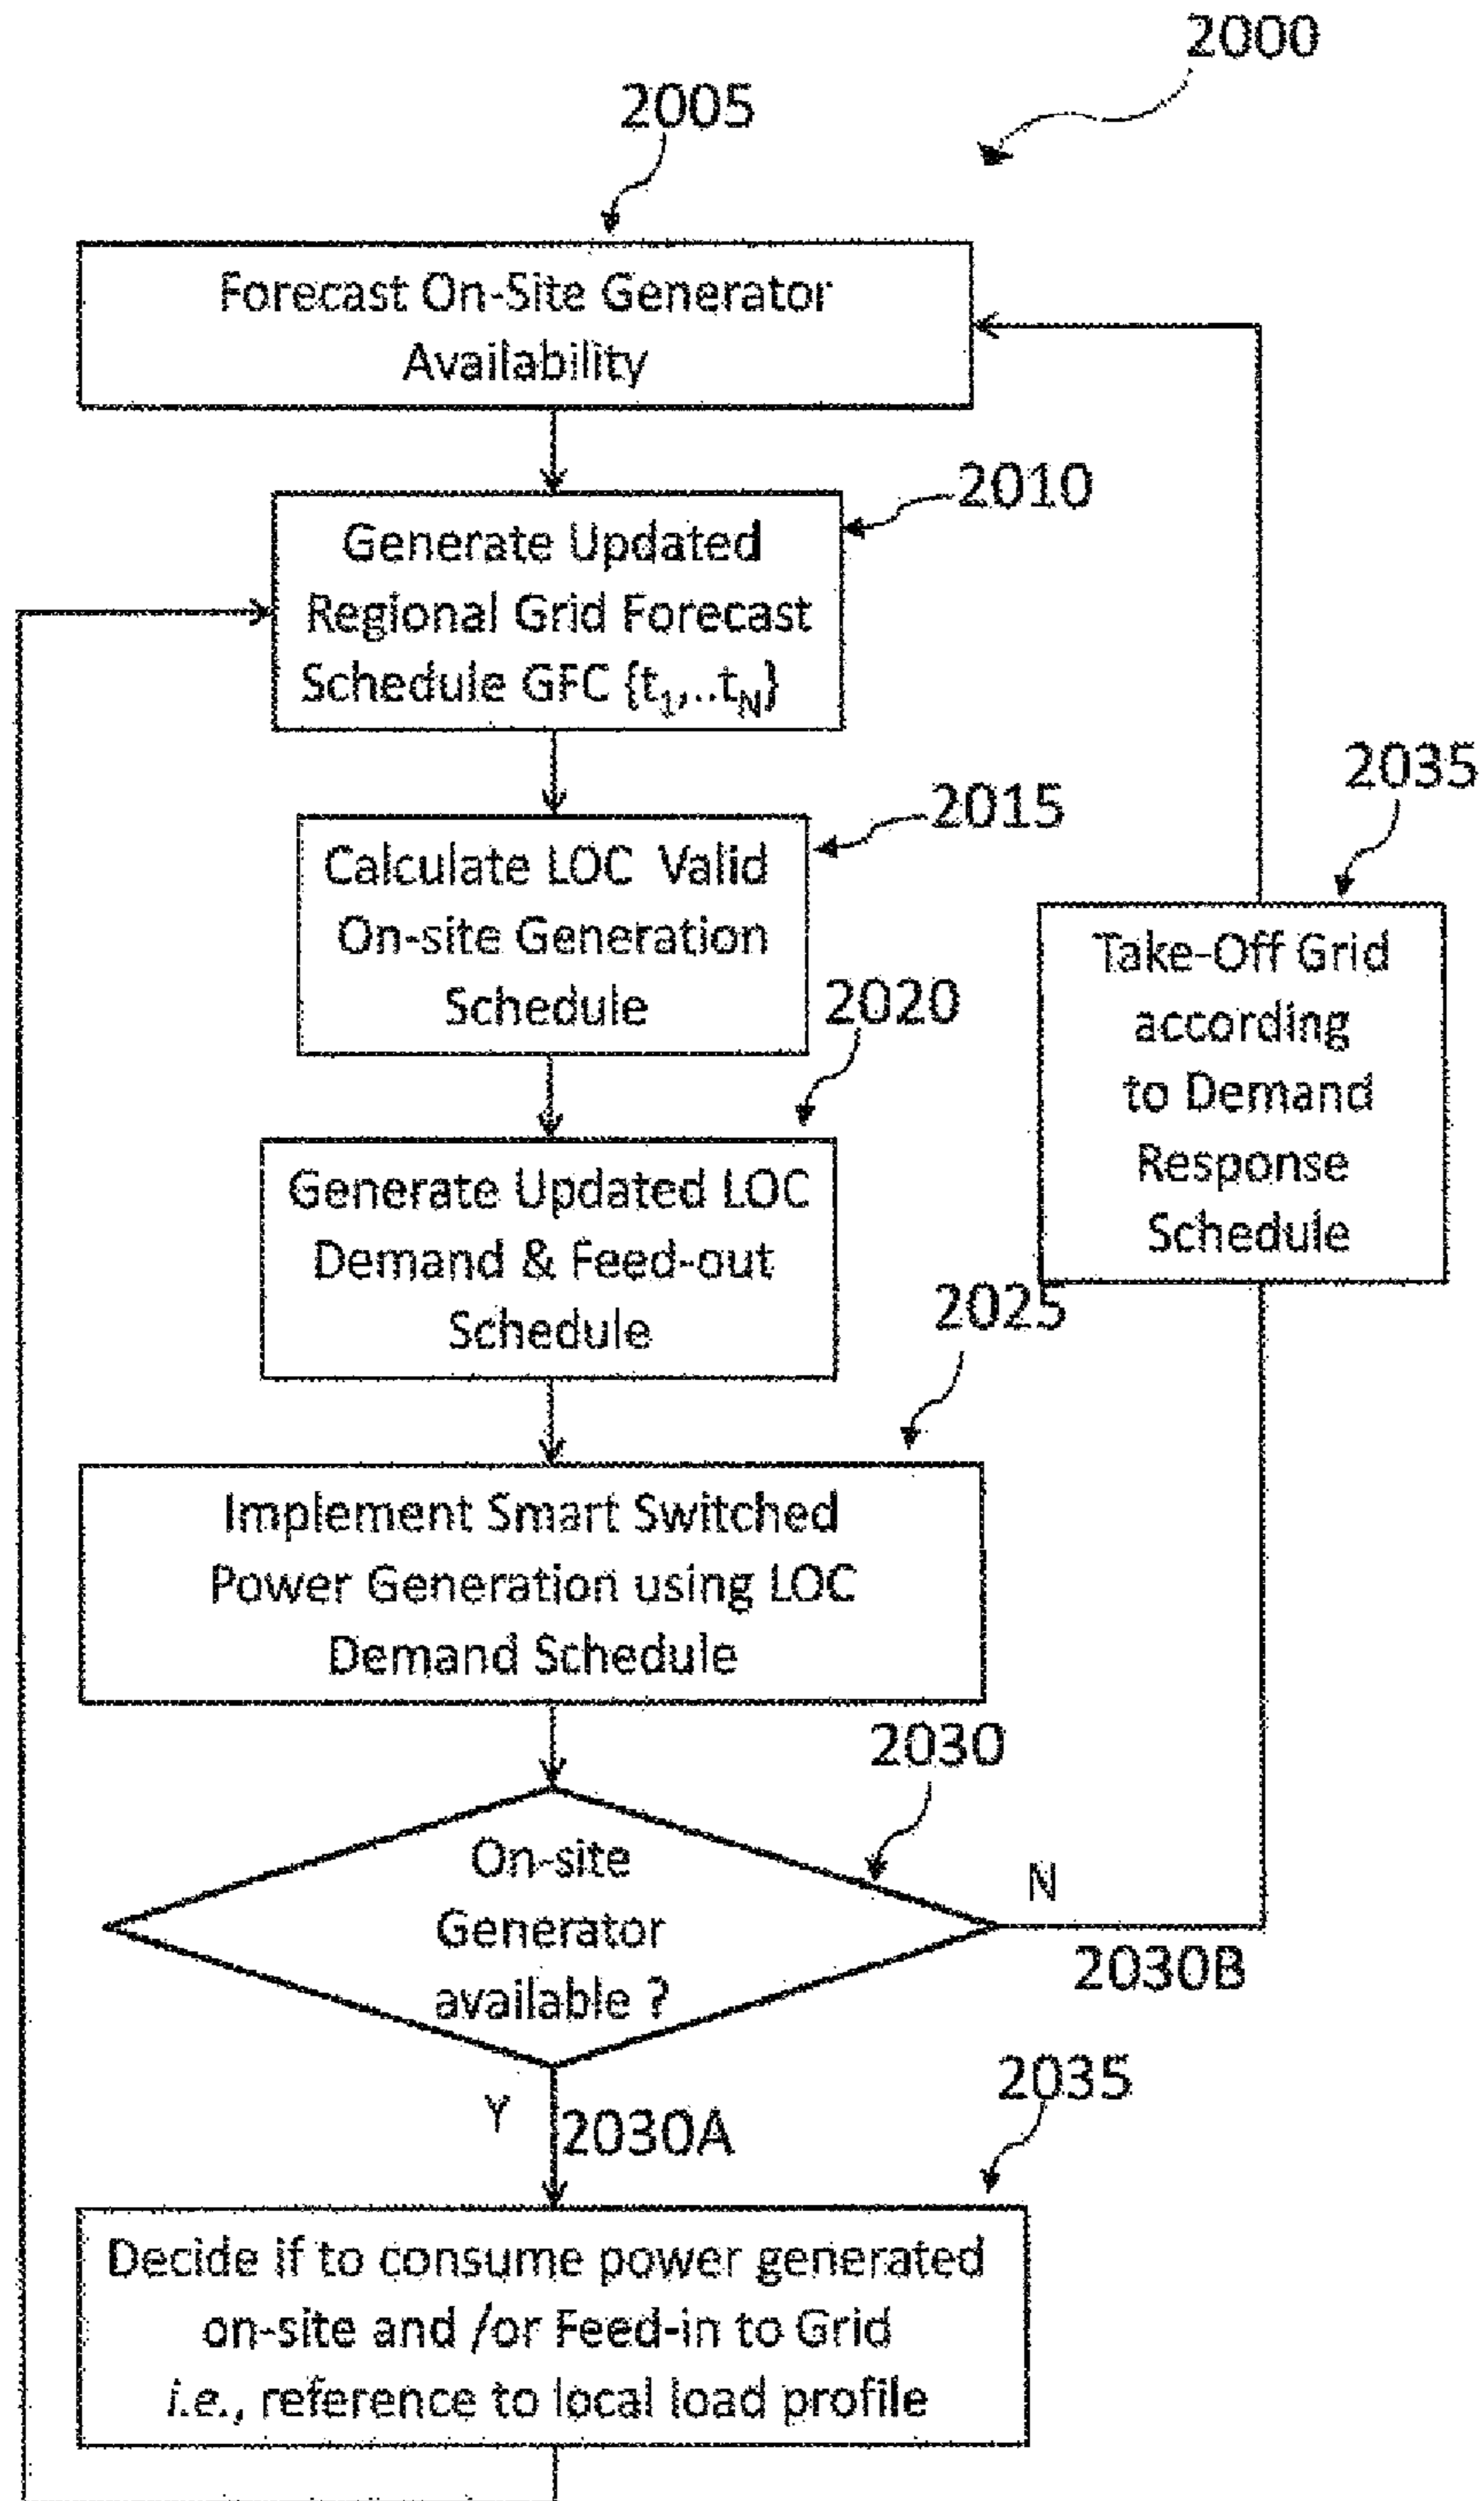 2000
2005
Forecast On-Site Generator
Availability
2010
Generate Updated
Regional Grid Forecast
Schedule GFC {t1,..tN}
2015
Calculate LOC Valid
On-site Generation
Schedule
2035
Take-Off Grid
according
to Demand
Response
Schedule
2020
Generate Updated LOC
Demand & Feed-out
Schedule
2025
Implement Smart Switched
Power Generation using LOC
Demand Schedule
2030
On-site
Generator
available ?
N
2030B
Y
2030A
2035
Decide if to consume power generated
on-site and /or Feed-in to Grid
i.e., reference to local load profile